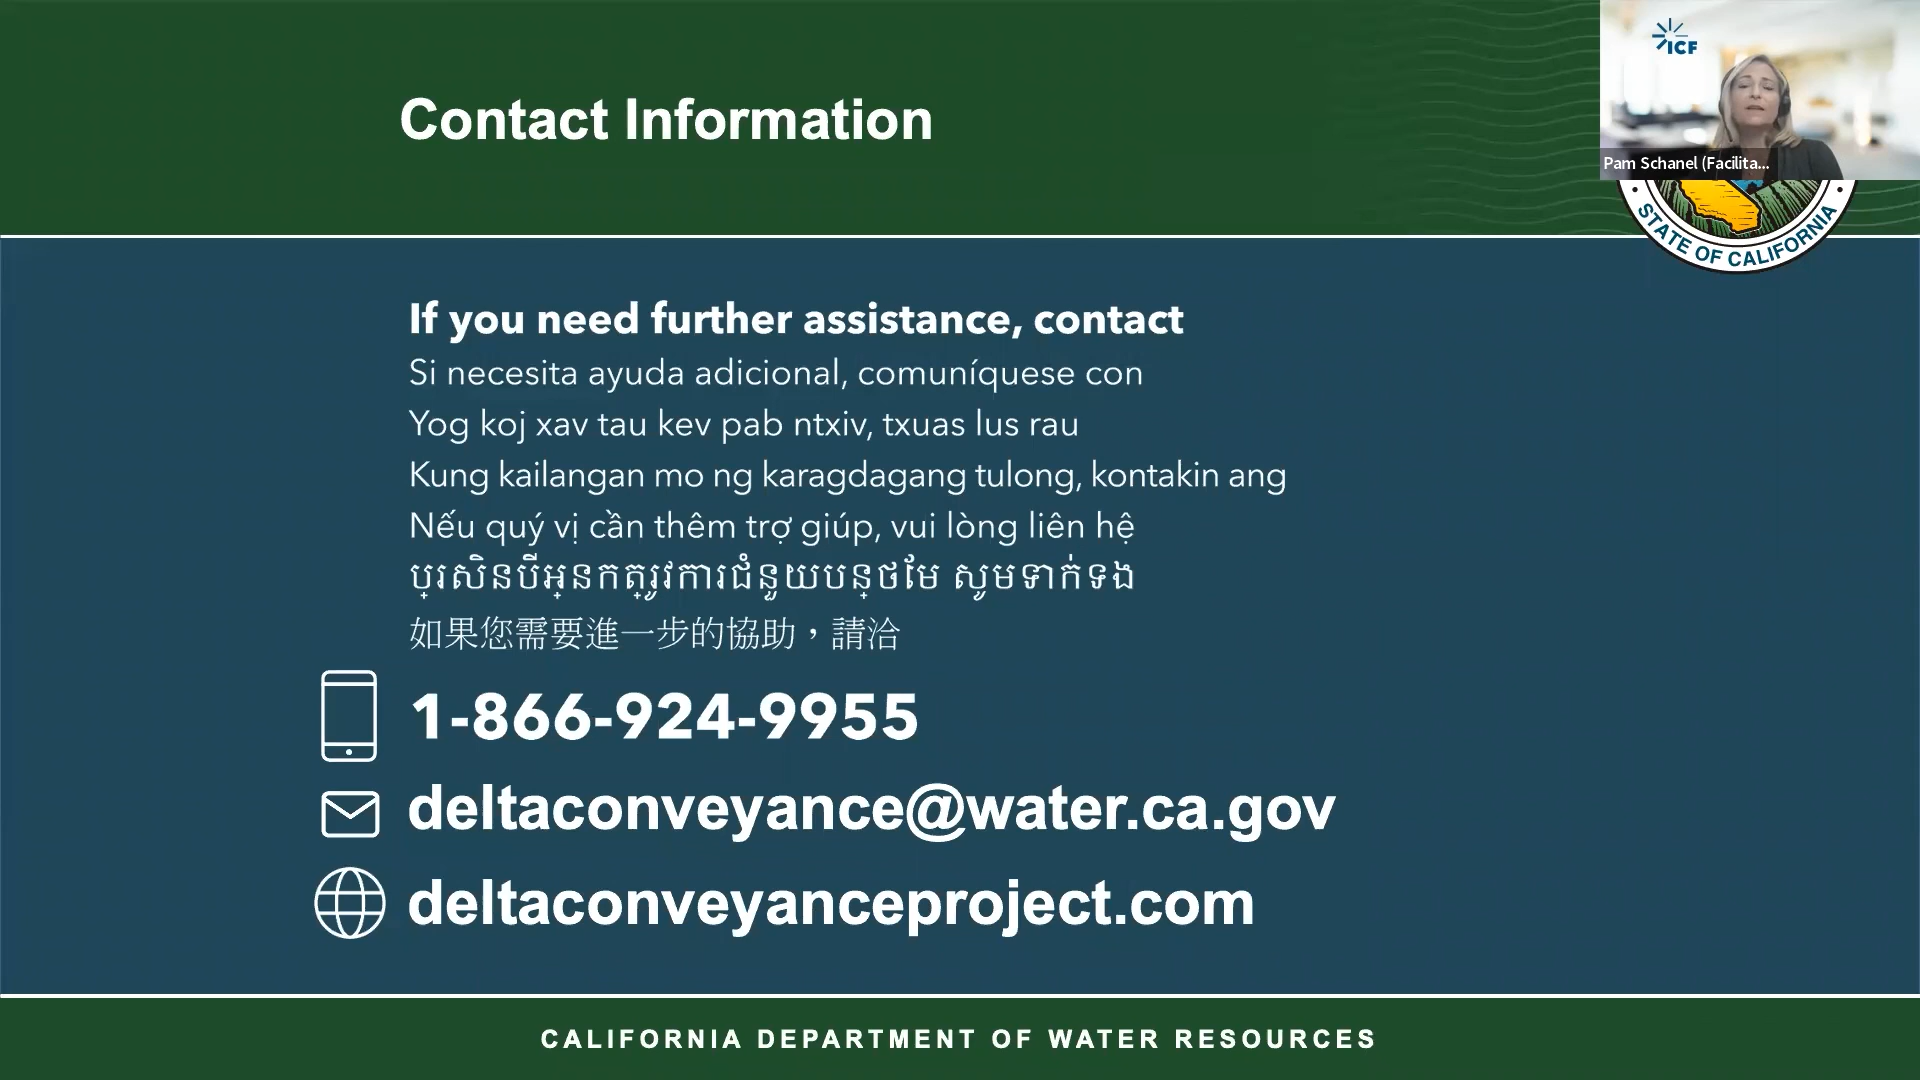 Contact Information
ICF
Pam Schanel (Facilita...
STATE OF CALIFORNIA
If you need further assistance, contact
Si necesita ayuda adicional, comuníquese con
Yog koj xav tau kev pab ntxiv, txuas lus rau
Kung kailangan mo ng karagdagang tulong, kontakin ang
Nếu quý vị cần thêm trợ giúp, vui lòng liên hệ
ប្រសិនបើអ្នកត្រូវការជំនួយបន្ថែម សូមទាក់ទង
如果您需要進一步的協助，請洽
1-866-924-9955
deltaconveyance@water.ca.gov
deltaconveyanceproject.com
CALIFORNIA DEPARTMENT OF WATER RESOURCES